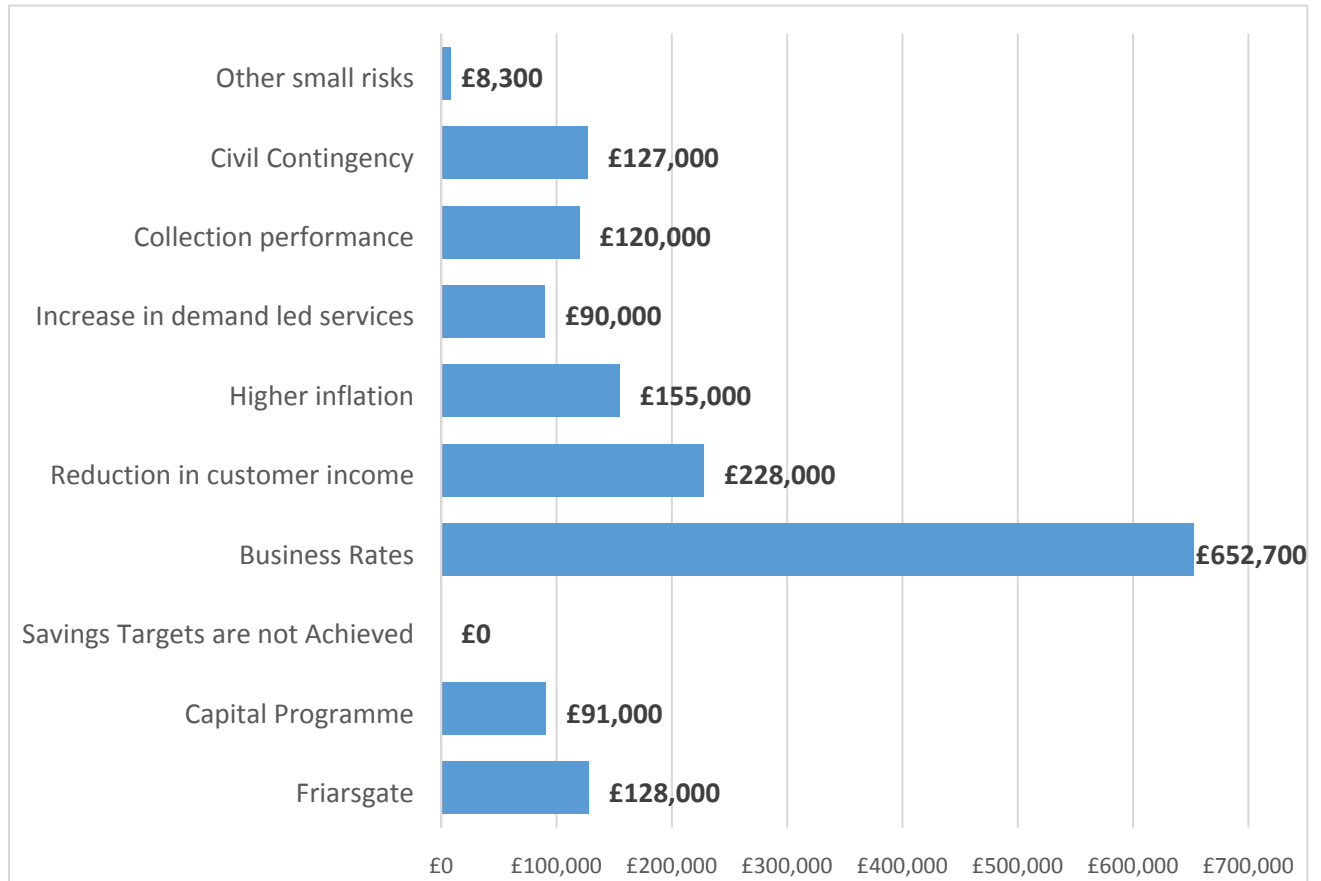 Other small risks £8,300
Civil Contingency £127,000
Collection performance £120,000
Increase in demand led services £90,000
Higher inflation £155,000
Reduction in customer income £228,000
Business Rates £652,700
Savings Targets are not Achieved £0
Capital Programme £91,000
Friarsgate £128,000
£0 £100,000 £200,000 £300,000 £400,000 £500,000 £600,000 £700,000